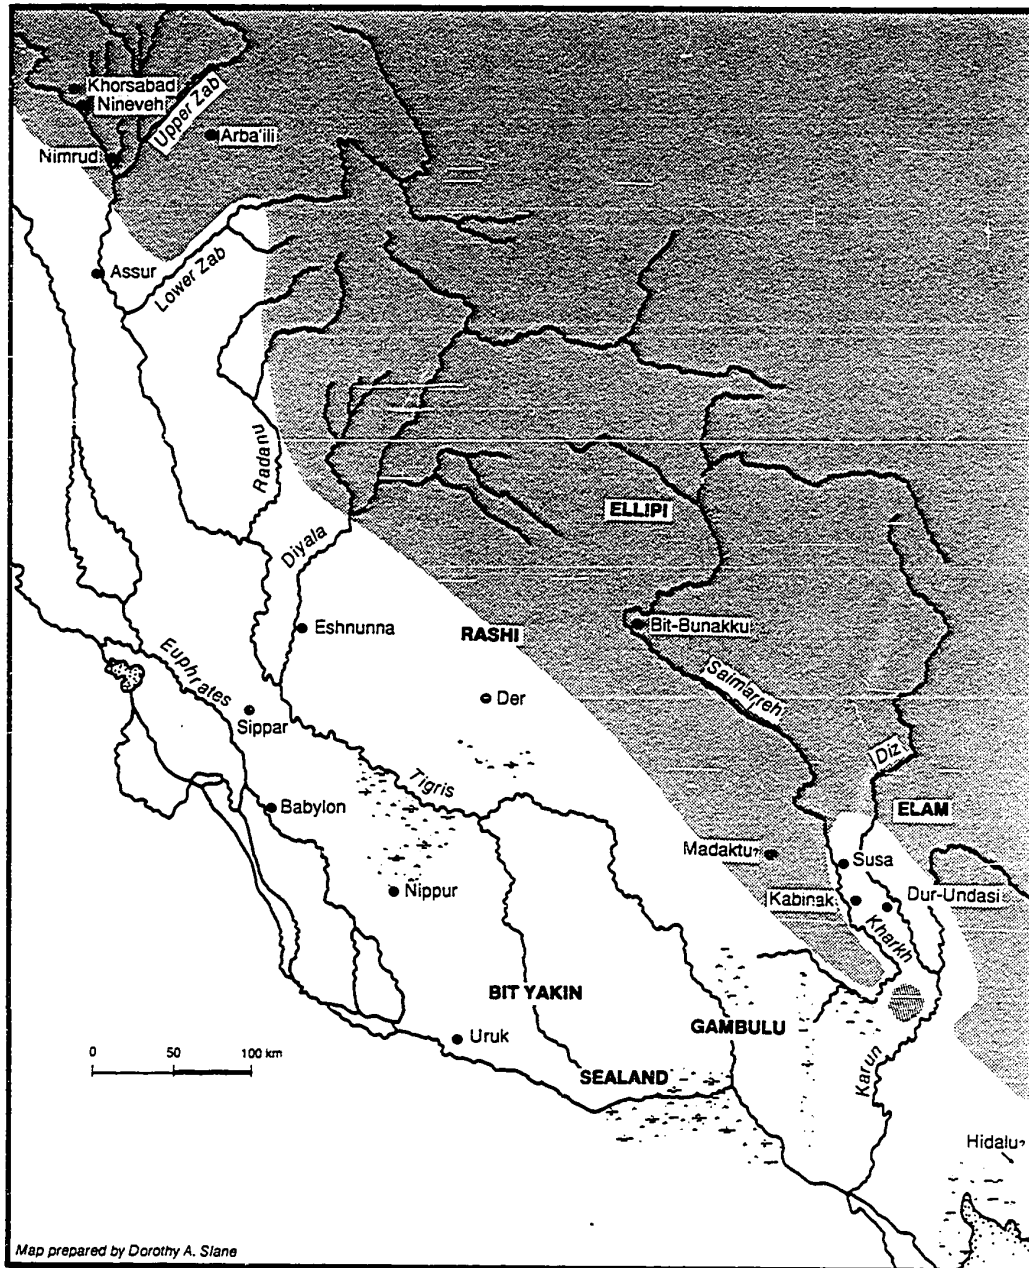 Khorsabad
Nineveh
Upper Zab
Arba'ili
Nimrud
Assur
Lower Zab
Radanu
ELLIPI
Diyala
Eshnunna
RASHI
Bit-Bunakku
Euphrates
Saimarreh
Der
Sippar
Diz
Tigris
Babylon
ELAM
Madaktu?
Susa
Nippur
Kabinak
Dur-Undasi
Kharkh
BIT YAKIN
GAMBULU
Uruk
0 50 100 km
SEALAND
Karun
Hidalu?
Map prepared by Dorothy A. Slane